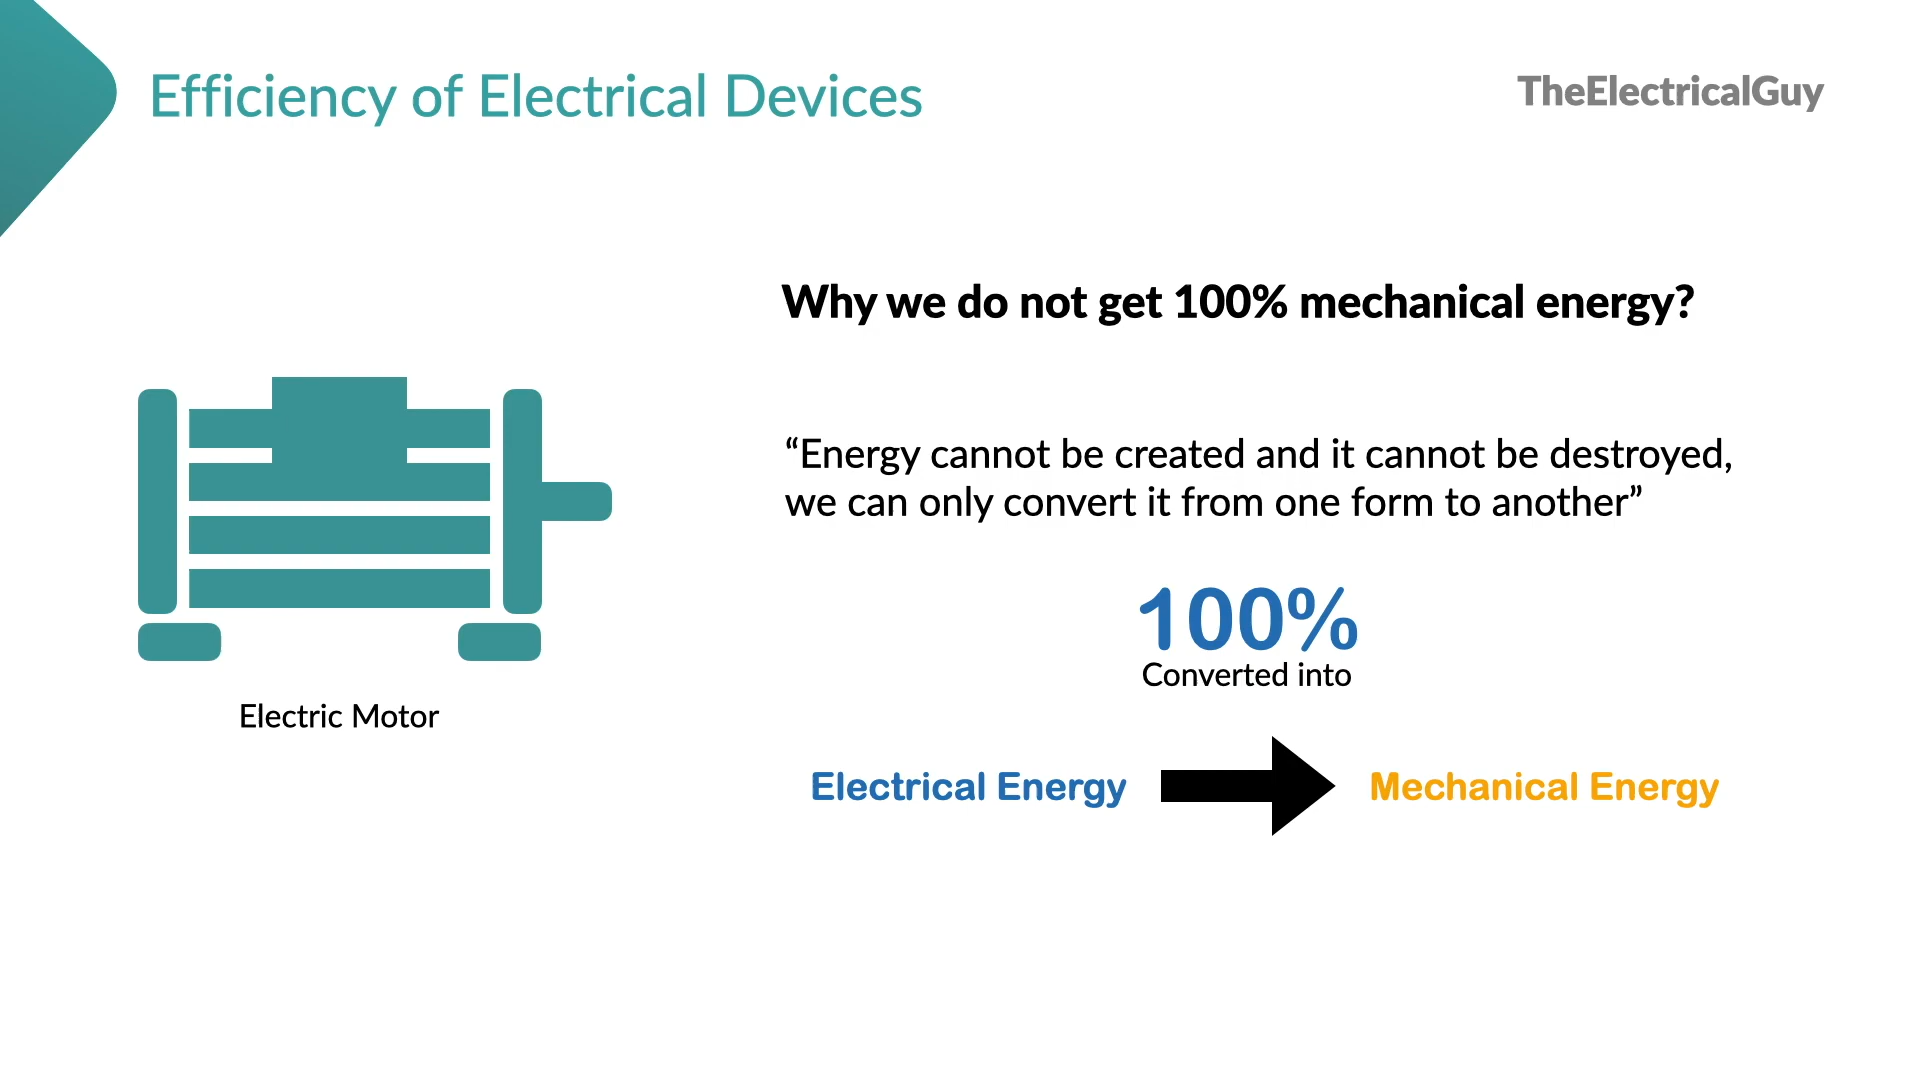 Efficiency of Electrical Devices
TheElectricalGuy
Why we do not get 100% mechanical energy?
“Energy cannot be created and it cannot be destroyed,
we can only convert it from one form to another”
100%
Converted into
Electrical Energy
Mechanical Energy
Electric Motor